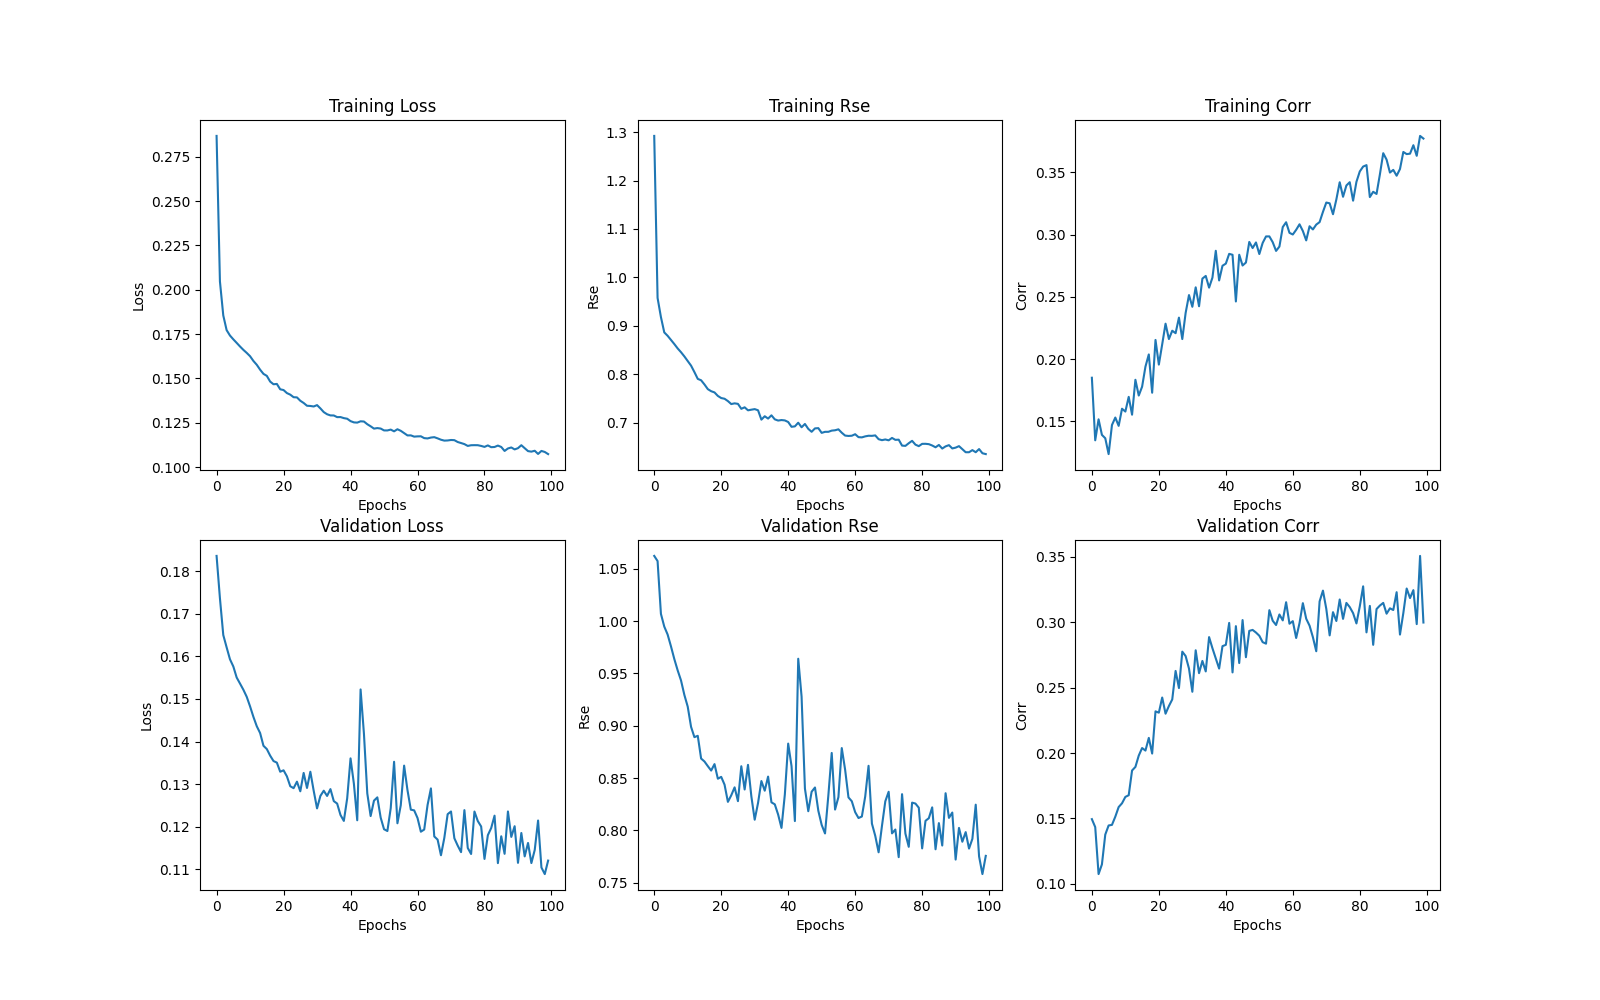 Training Loss
Loss
0.275
0.250
0.225
0.200
0.175
0.150
0.125
0.100
0 20 40 60 80 100
Epochs
Training Rse
Rse
1.3
1.2
1.1
1.0
0.9
0.8
0.7
0 20 40 60 80 100
Epochs
Training Corr
Corr
0.35
0.30
0.25
0.20
0.15
0 20 40 60 80 100
Epochs
Validation Loss
Loss
0.18
0.17
0.16
0.15
0.14
0.13
0.12
0.11
0 20 40 60 80 100
Epochs
Validation Rse
Rse
1.05
1.00
0.95
0.90
0.85
0.80
0.75
0 20 40 60 80 100
Epochs
Validation Corr
Corr
0.35
0.30
0.25
0.20
0.15
0.10
0 20 40 60 80 100
Epochs